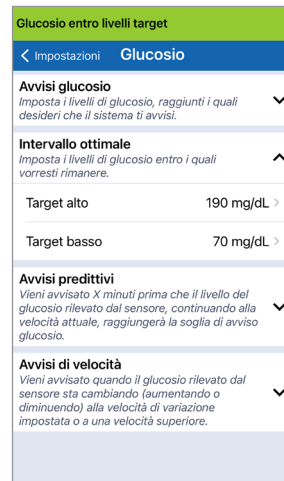 Glucosio entro livelli target
Impostazioni Glucosio
Avvisi glucosio
Imposta i livelli di glucosio, raggiunti i quali
desideri che il sistema ti avvisi.
Intervallo ottimale
Imposta i livelli di glucosio entro i quali
vorresti rimanere.
Target alto 190 mg/dL
Target basso 70 mg/dL
Avvisi predittivi
Vieni avvisato X minuti prima che il livello del
glucosio rilevato dal sensore, continuando alla
velocità attuale, raggiungerà la soglia di avviso
glucosio.
Avvisi di velocità
Vieni avvisato quando il glucosio rilevato dal
sensore sta cambiando (aumentando o
diminuendo) alla velocità di variazione
impostata o a una velocità superiore.